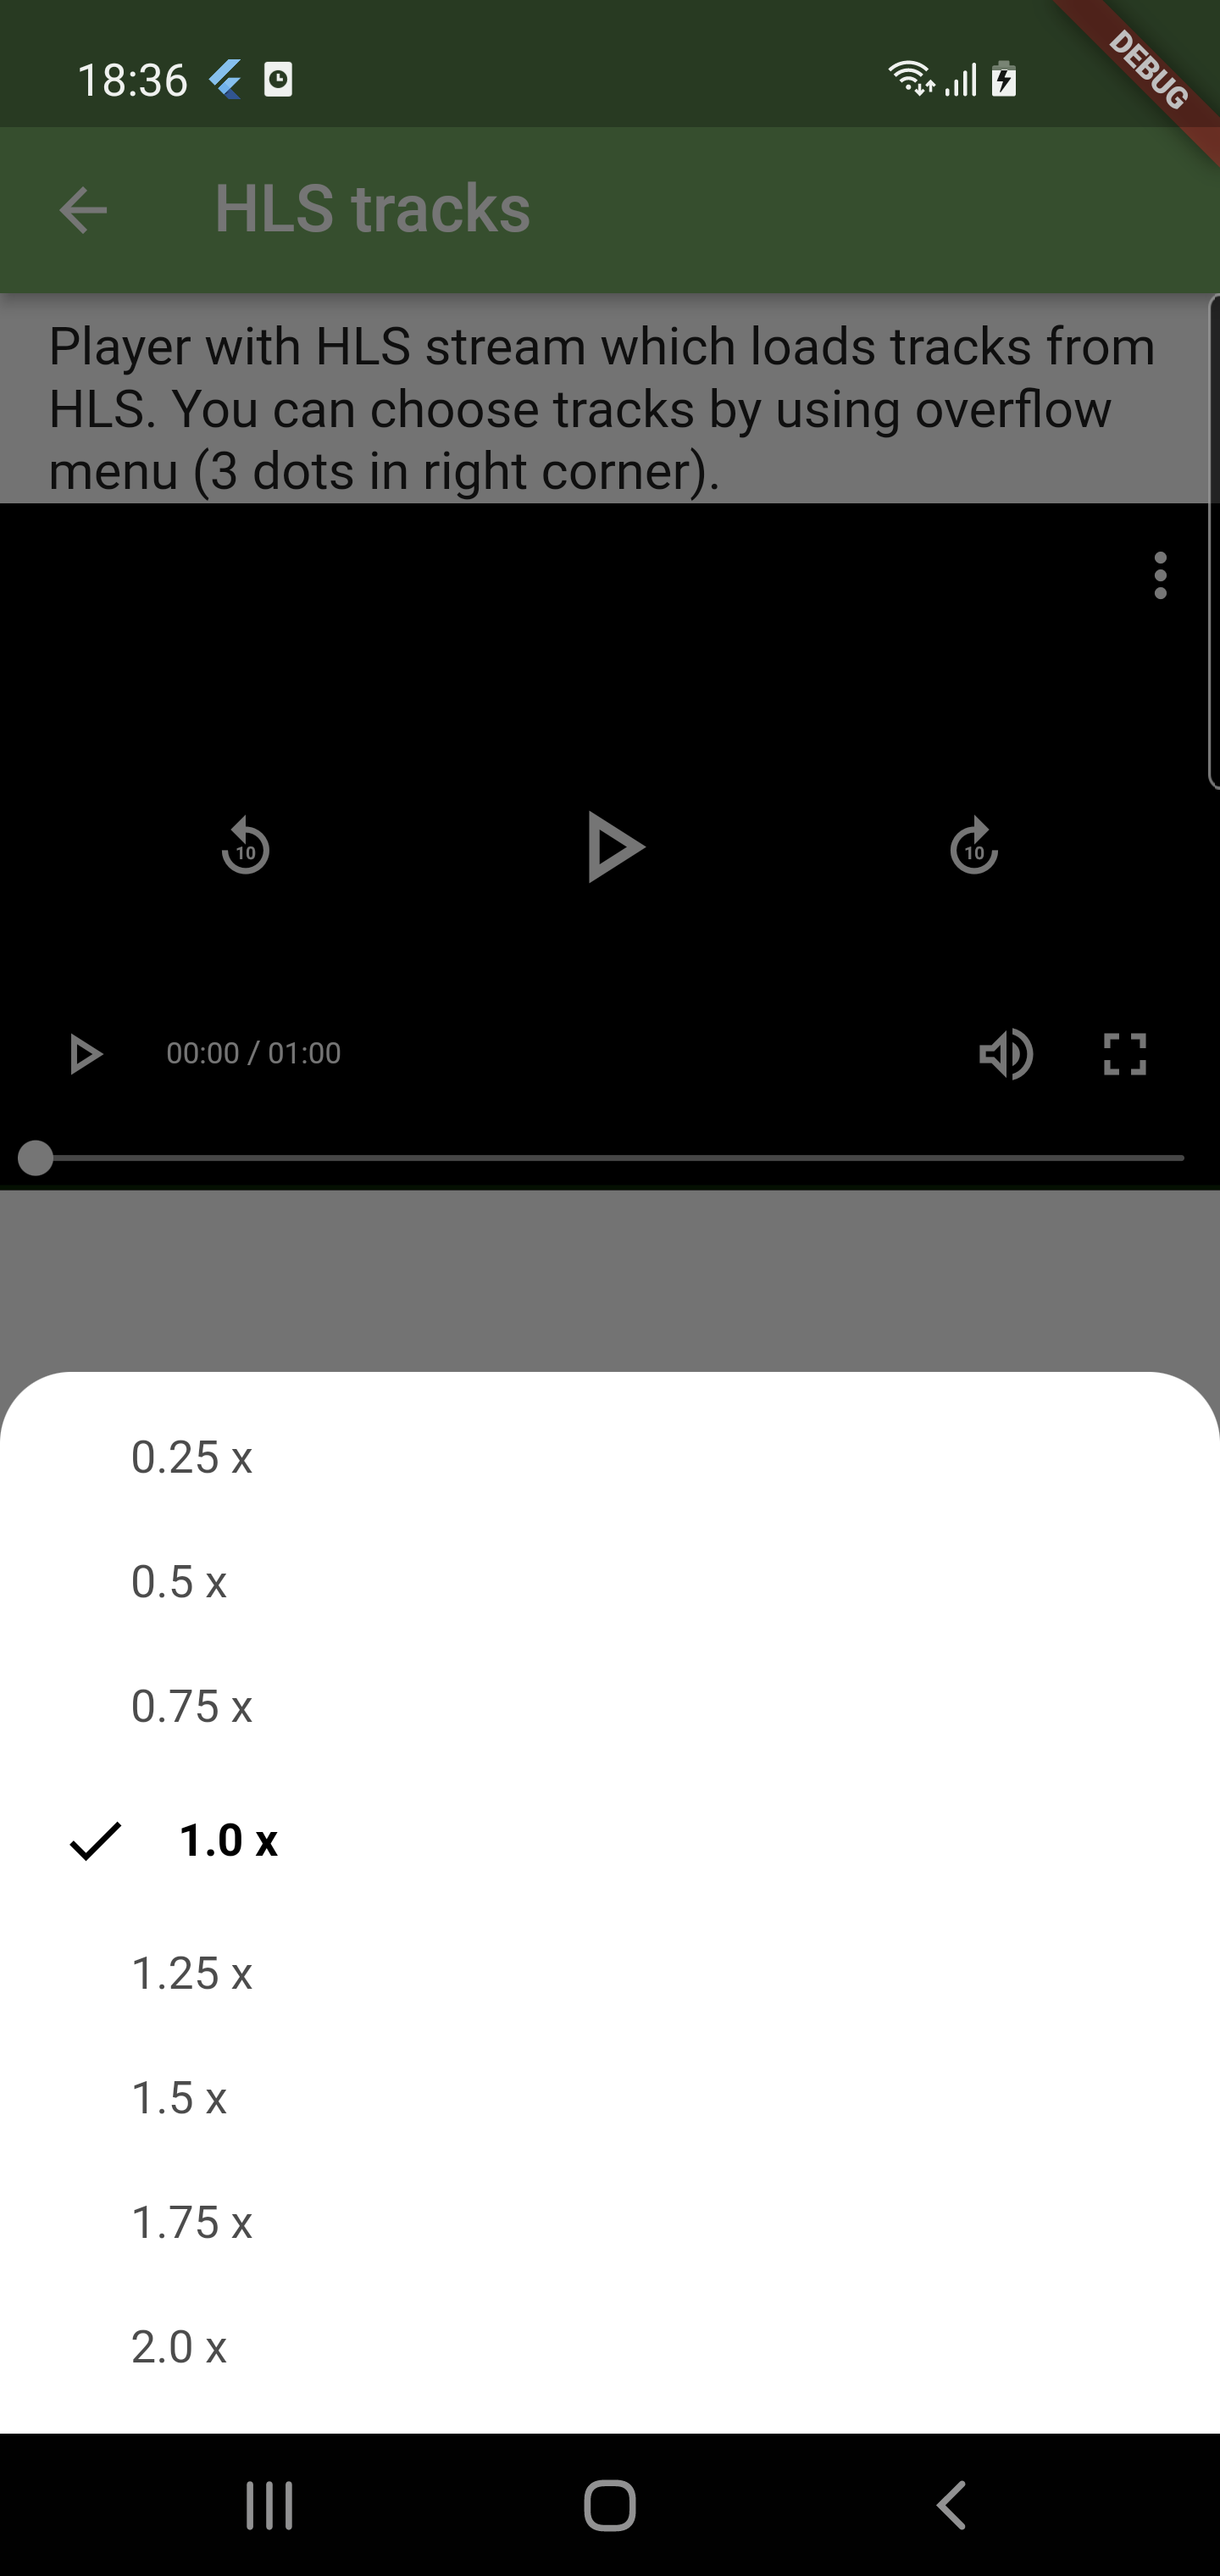 18:36
DEBUG
HLS tracks
Player with HLS stream which loads tracks from
HLS. You can choose tracks by using overflow
menu (3 dots in right corner).
10
10
00:00 / 01:00
0.25 x
0.5 x
0.75 x
1.0 x
1.25 x
1.5 x
1.75 x
2.0 x